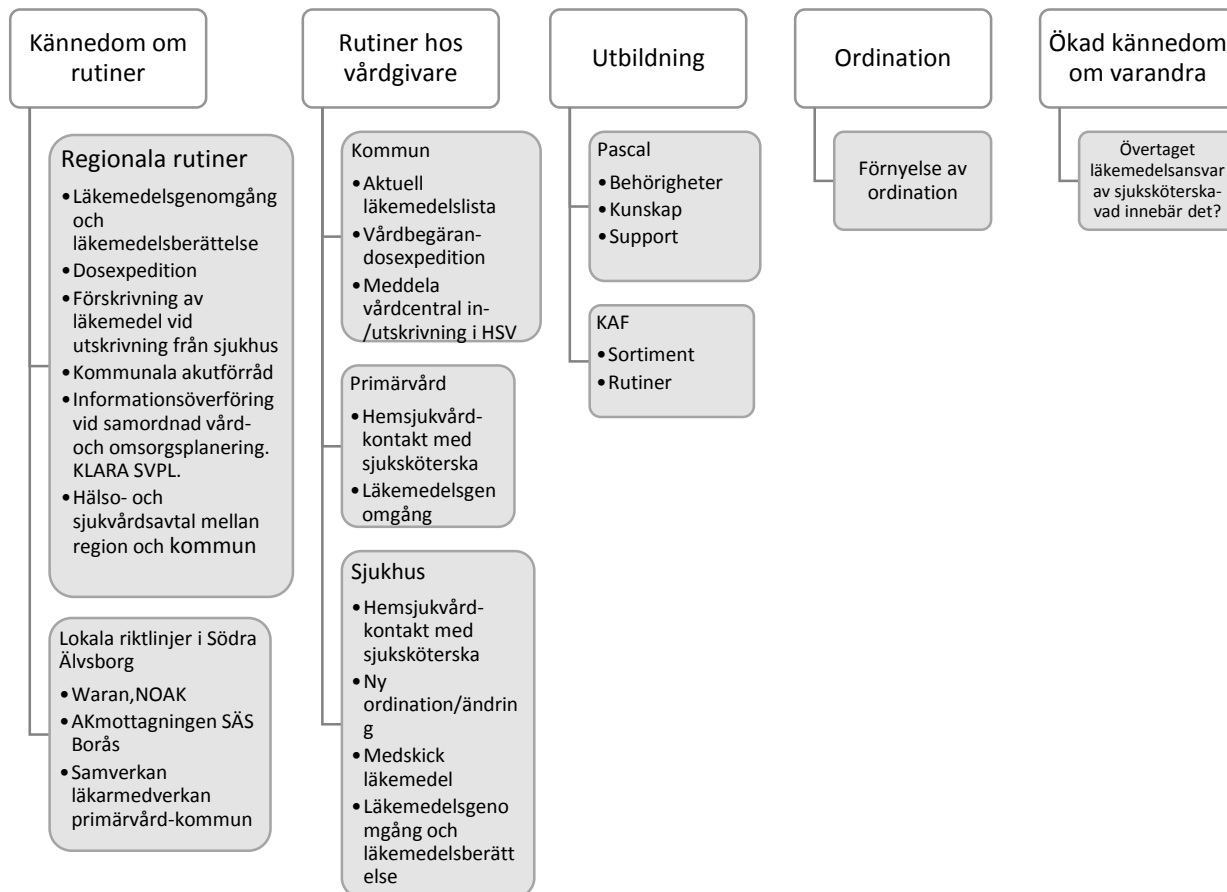 Kännedom om
rutiner
Regionala rutiner
•Läkemedelsgenomgång
och
läkemedelsberättelse
•Dosexpedition
•Förskrivning av
läkemedel vid
utskrivning från sjukhus
•Kommunala akutförråd
•Informationsöverföring
vid samordnad vård-
och omsorgsplanering.
KLARA SVPL.
•Hälso- och
sjukvårdsavtal mellan
region och kommun
Lokala riktlinjer i Södra
Älvsborg
•Waran,NOAK
•AKmottagningen SÄS
Borås
•Samverkan
läkarmedverkan
primärvård-kommun
Rutiner hos
vårdgivare
Kommun
•Aktuell
läkemedelslista
•Vårdbegäran-
dosexpedition
•Meddela
vårdcentral in-
/utskrivning i HSV
Primärvård
•Hemsjukvård-
kontakt med
sjuksköterska
•Läkemedelsgen
omgång
Sjukhus
•Hemsjukvård-
kontakt med
sjuksköterska
•Ny
ordination/ändrin
g
•Medskick
läkemedel
•Läkemedelsgeno
mgång och
läkemedelsberätt
else
Utbildning
Pascal
•Behörigheter
•Kunskap
•Support
KAF
•Sortiment
•Rutiner
Ordination
Förnyelse av
ordination
Ökad kännedom
om varandra
Övertaget
läkemedelsansvar
av sjuksköterska-
vad innebär det?